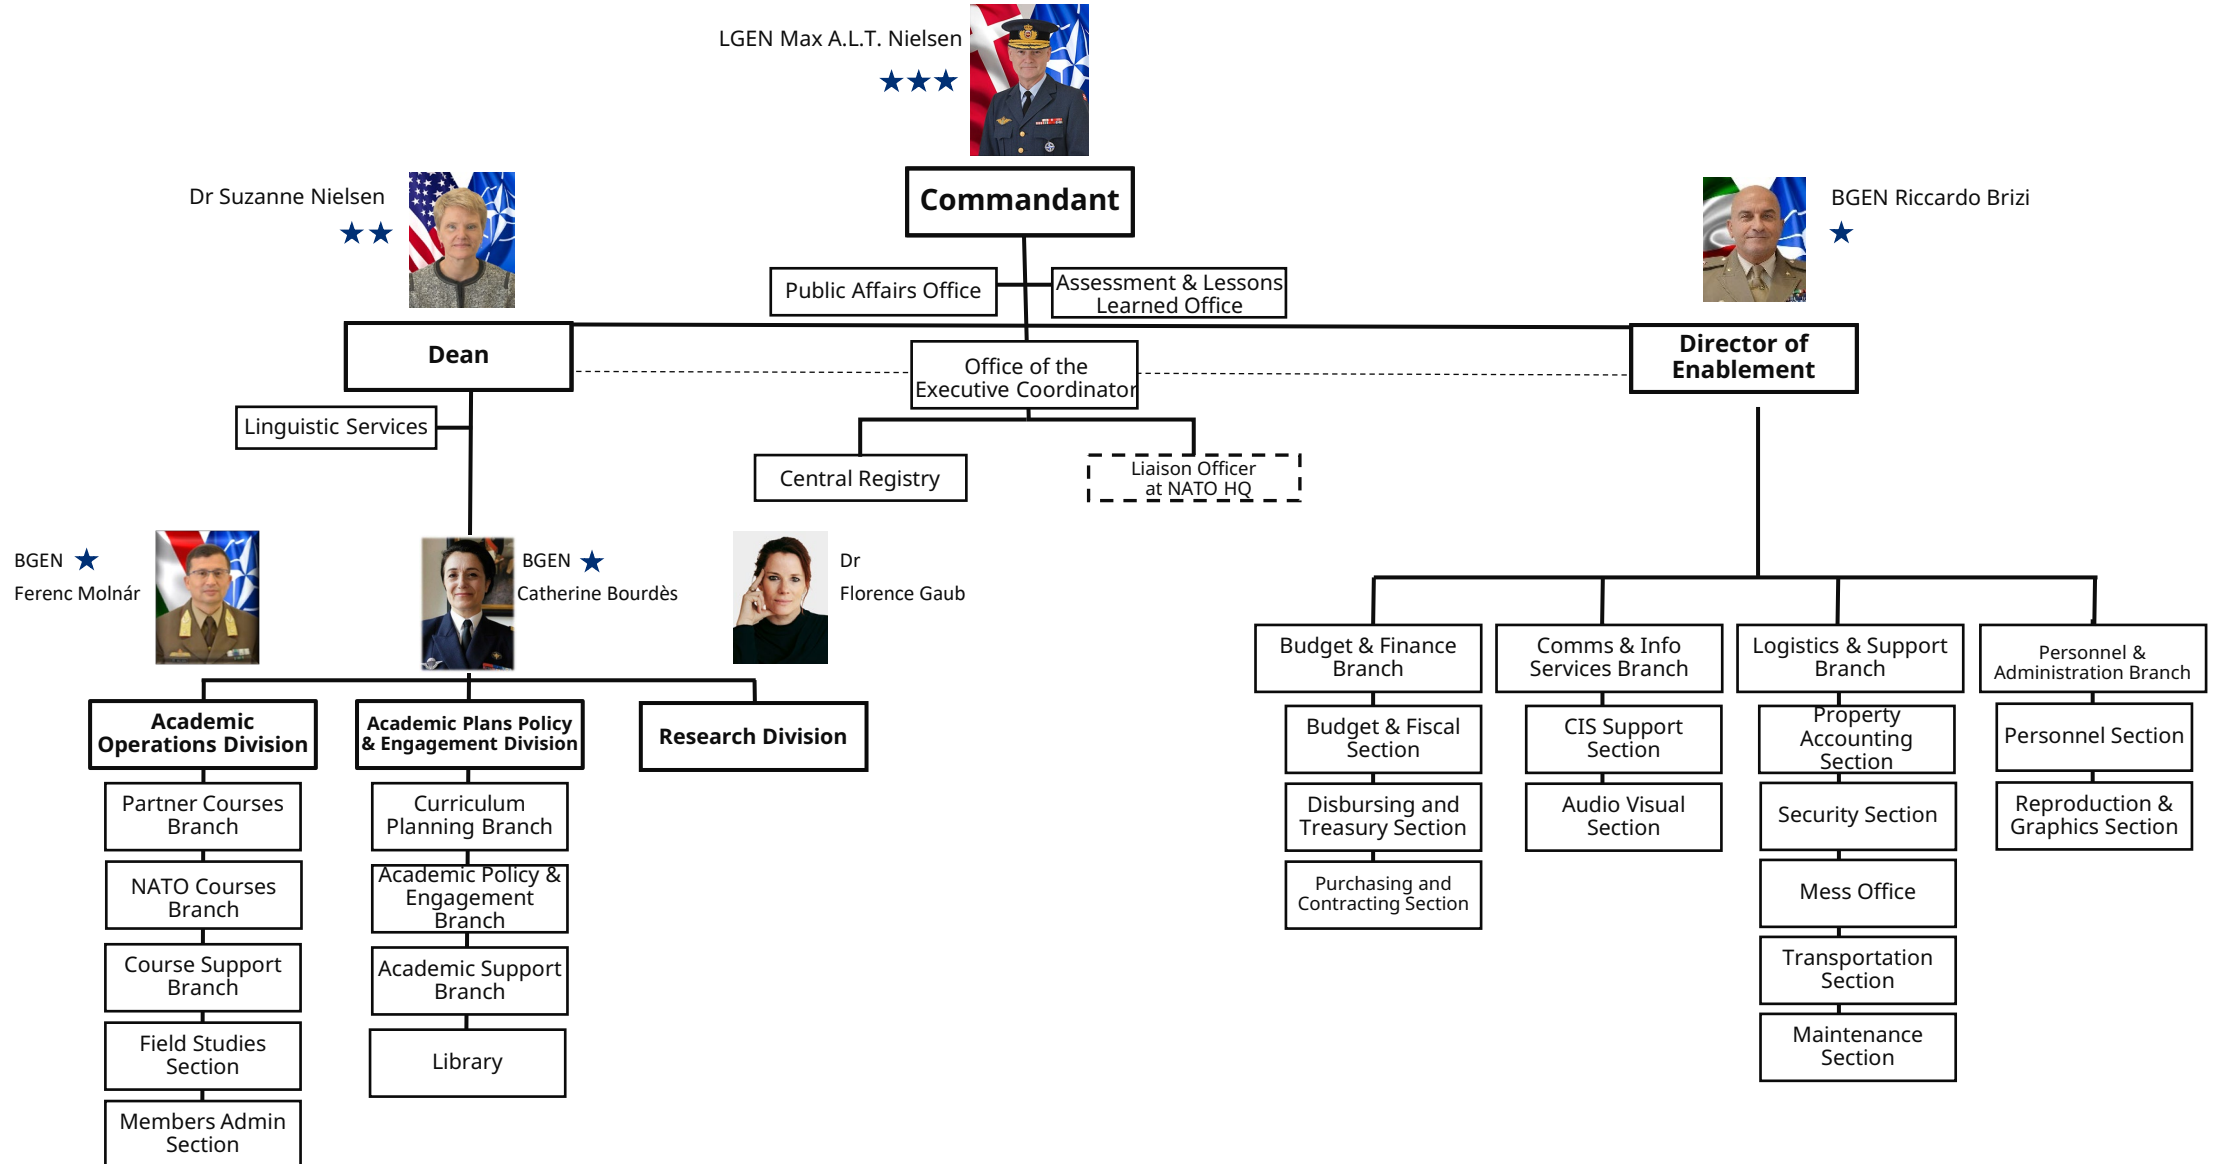 LGEN Max A.L.T. Nielsen
Commandant
Dr Suzanne Nielsen
BGEN Riccardo Brizi
Public Affairs Office
Assessment & Lessons
Learned Office
Dean
Office of the
Executive Coordinator
Director of
Enablement
Linguistic Services
Central Registry
Liaison Officer
at NATO HQ
BGEN
Ferenc Molnár
BGEN
Catherine Bourdès
Dr
Florence Gaub
Academic
Operations Division
Partner Courses
Branch
NATO Courses
Branch
Course Support
Branch
Field Studies
Section
Members Admin
Section
Academic Plans Policy
& Engagement Division
Curriculum
Planning Branch
Academic Policy &
Engagement
Branch
Academic Support
Branch
Library
Research Division
Budget & Finance
Branch
Budget & Fiscal
Section
Disbursing and
Treasury Section
Purchasing and
Contracting Section
Comms & Info
Services Branch
CIS Support
Section
Audio Visual
Section
Logistics & Support
Branch
Property
Accounting
Section
Security Section
Mess Office
Transportation
Section
Maintenance
Section
Personnel &
Administration Branch
Personnel Section
Reproduction &
Graphics Section